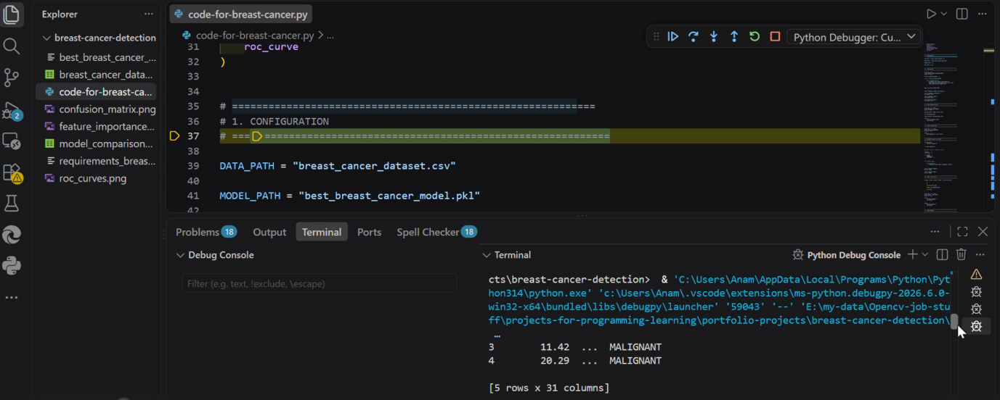 Explorer
breast-cancer-detection
best_breast_cancer_...
breast_cancer_data...
code-for-breast-ca...
confusion_matrix.png
feature_importance...
model_comparison...
requirements_breas...
roc_curves.png
2
code-for-breast-cancer.py
code-for-breast-cancer.py > ...
Python Debugger: Cu...
31 roc_curve
32 )
33
34
35 # ============================================================
36 # 1. CONFIGURATION
37 # ============================================================
38
39 DATA_PATH = "breast_cancer_dataset.csv"
40
41 MODEL_PATH = "best_breast_cancer_model.pkl"
42
Problems 18 Output Terminal Ports Spell Checker 18
Debug Console
Filter (e.g. text, !exclude, \escape)
Terminal
Python Debug Console
cts\breast-cancer-detection> & 'C:\Users\Anam\AppData\Local\Programs\Python\Pyt
hon314\python.exe' 'c:\Users\Anam\.vscode\extensions\ms-python.debugpy-2026.6.0-
win32-x64\bundled\libs\debugpy\launcher' '59043' '--' 'E:\my-data\Opencv-job-stu
ff\projects-for-programming-learning\portfolio-projects\breast-cancer-detection\
…
3 11.42 ... MALIGNANT
4 20.29 ... MALIGNANT
[5 rows x 31 columns]